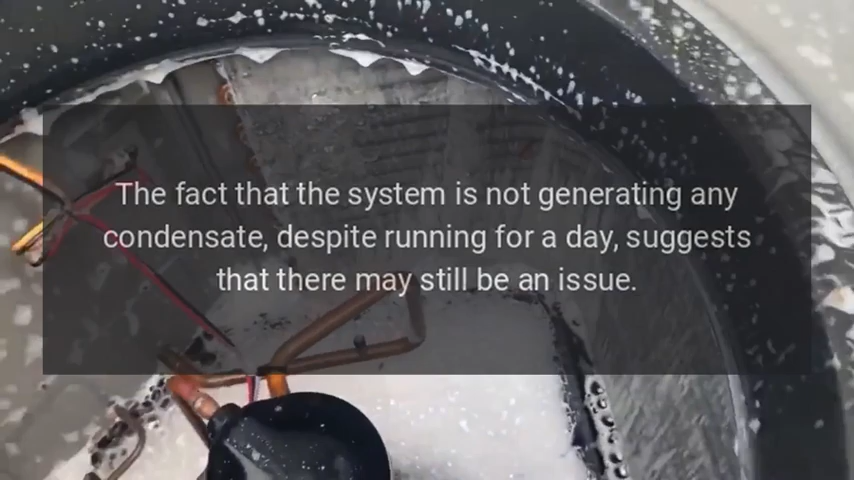 The fact that the system is not generating any
condensate, despite running for a day, suggests
that there may still be an issue.